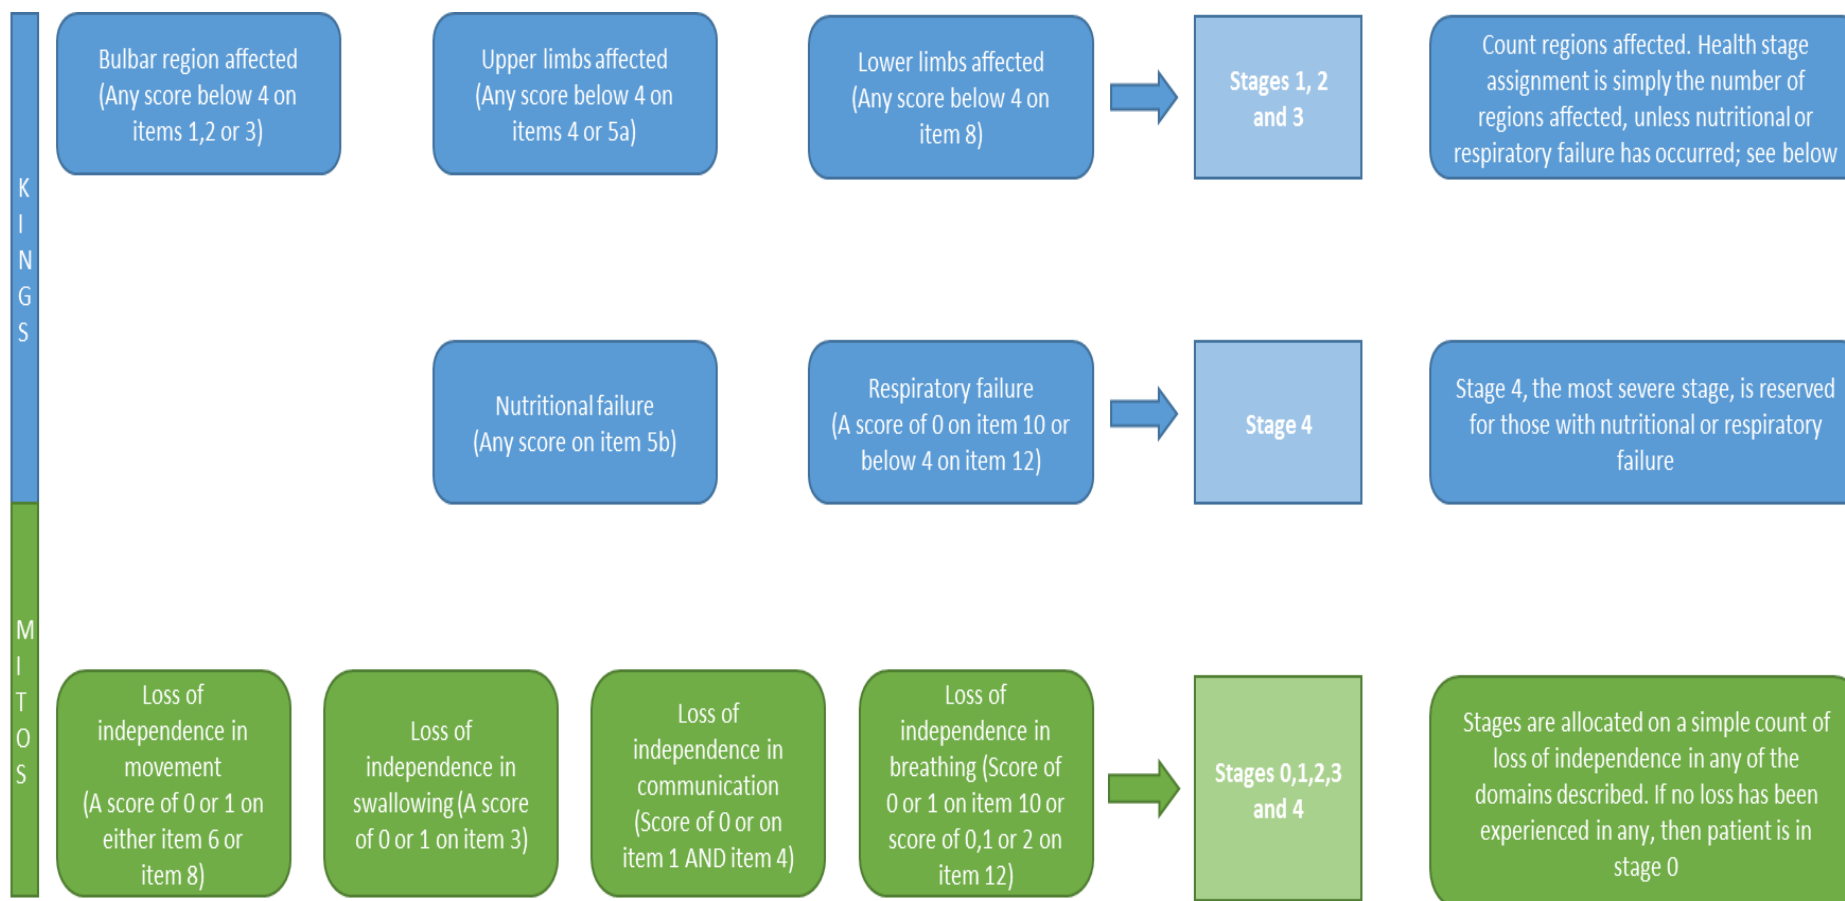 K
I
N
G
S
Bulbar region affected
(Any score below 4 on
items 1,2 or 3)
Upper limbs affected
(Any score below 4 on
items 4 or 5a)
Lower limbs affected
(Any score below 4 on
item 8)
Stages 1, 2
and 3
Count regions affected. Health stage
assignment is simply the number of
regions affected, unless nutritional or
respiratory failure has occurred; see below
Nutritional failure
(Any score on item 5b)
Respiratory failure
(A score of 0 on item 10 or
below 4 on item 12)
Stage 4
Stage 4, the most severe stage, is reserved
for those with nutritional or respiratory
failure
M
I
T
O
S
Loss of
independence in
movement
(A score of 0 or 1 on
either item 6 or
item 8)
Loss of
independence in
swallowing (A score
of 0 or 1 on item 3)
Loss of
independence in
communication
(Score of 0 or on
item 1 AND item 4)
Loss of
independence in
breathing (Score of
0 or 1 on item 10 or
score of 0,1 or 2 on
item 12)
Stages 0,1,2,3
and 4
Stages are allocated on a simple count of
loss of independence in any of the
domains described. If no loss has been
experienced in any, then patient is in
stage 0